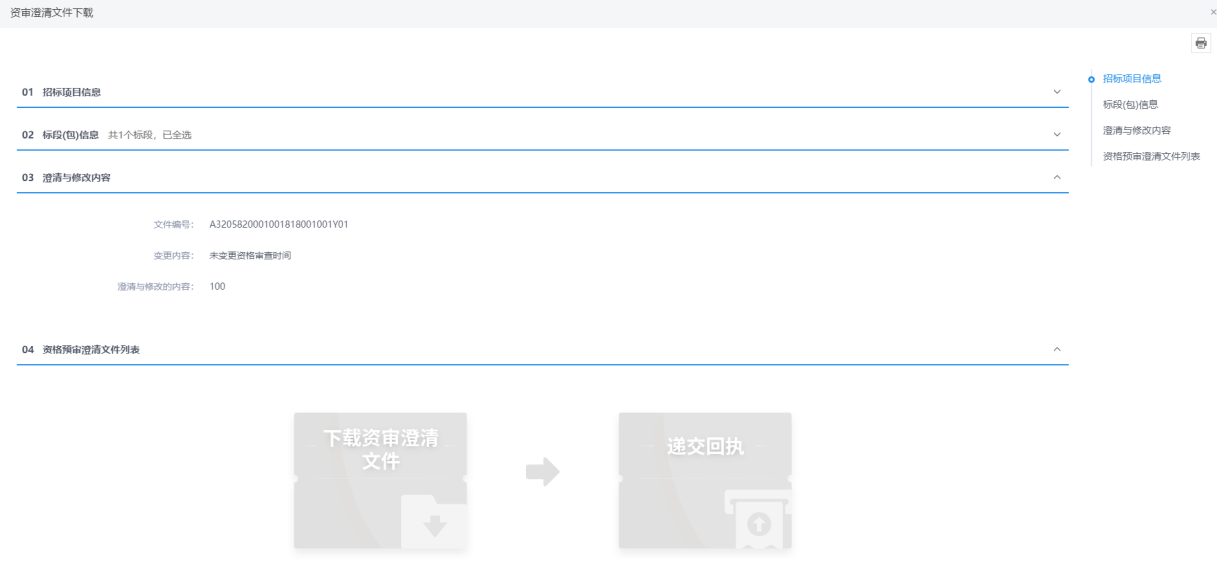 资审澄清文件下载
×
01 招标项目信息
02 标段(包)信息 共1个标段，已全选
03 澄清与修改内容
文件编号： A3205820001001818001001Y01
变更内容： 未变更资格审查时间
澄清与修改的内容： 100
04 资格预审澄清文件列表
下载资审澄清
文件
递交回执
招标项目信息
标段(包)信息
澄清与修改内容
资格预审澄清文件列表